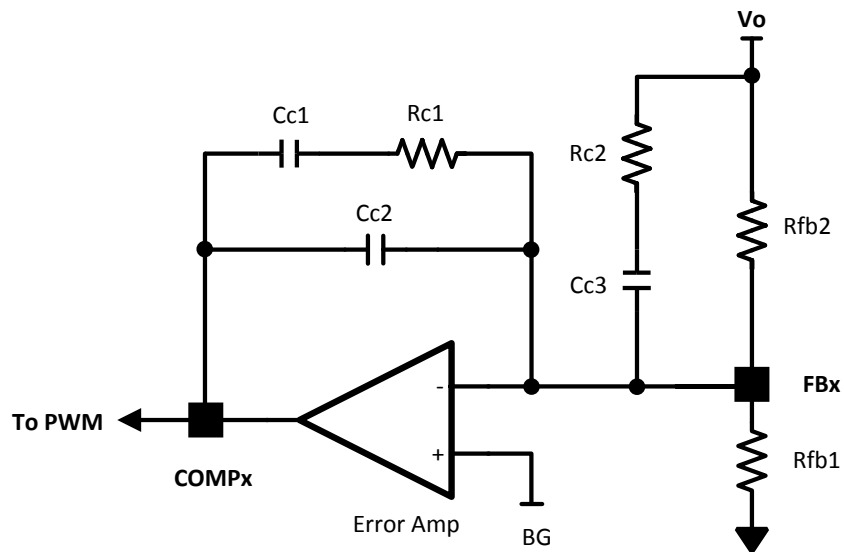 Vo
Cc1
Rc1
Rc2
Cc2
Rfb2
Cc3
-
FBx
To PWM
+
COMPx
Rfb1
Error Amp
BG